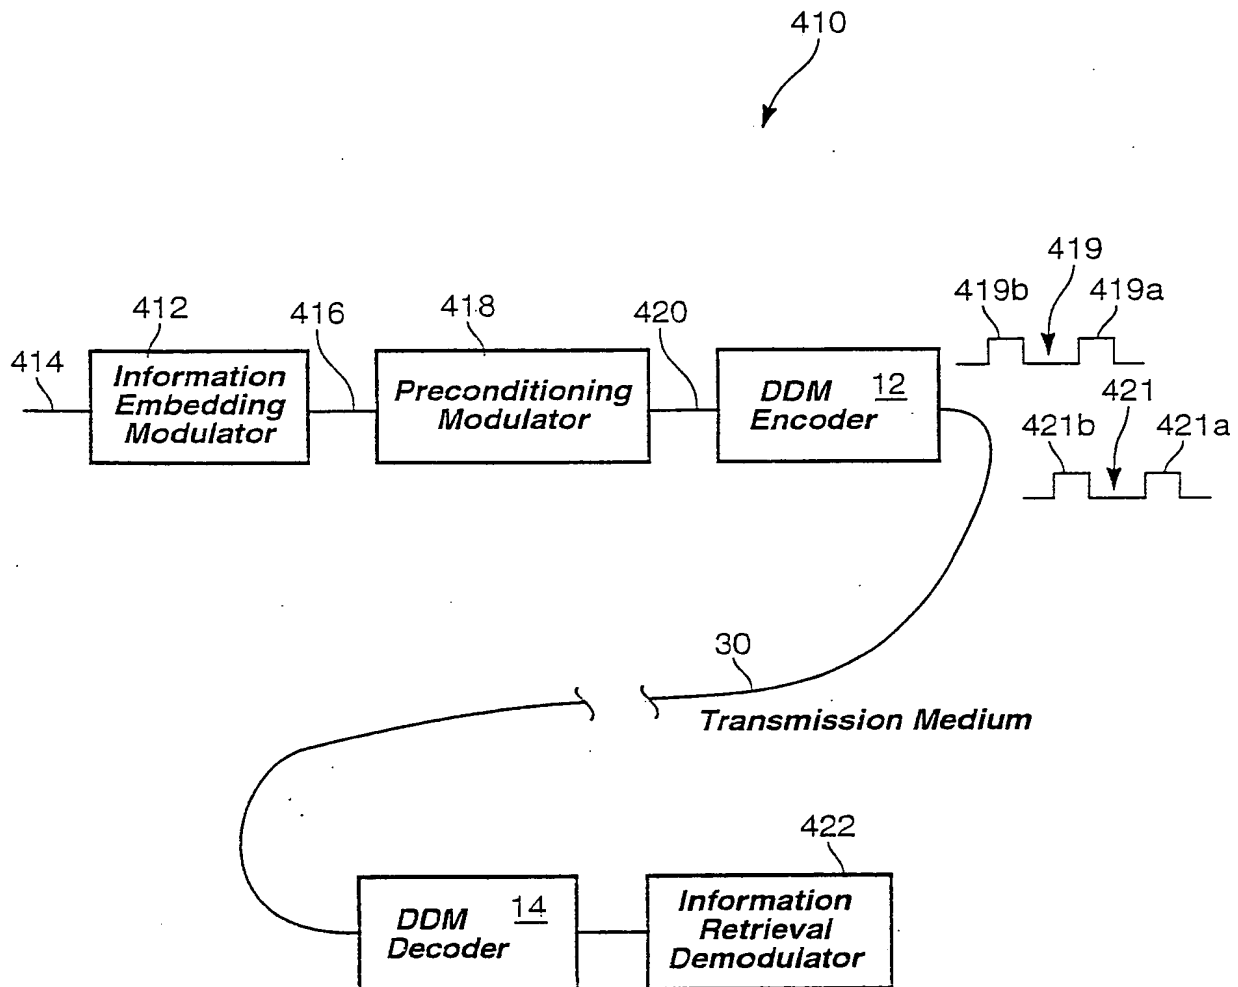 410
419
419b
419a
412
418
416
420
414
Information
Embedding
Modulator
Preconditioning
Modulator
DDM
Encoder
12
421
421b
421a
30
Transmission Medium
422
DDM
Decoder
14
Information
Retrieval
Demodulator